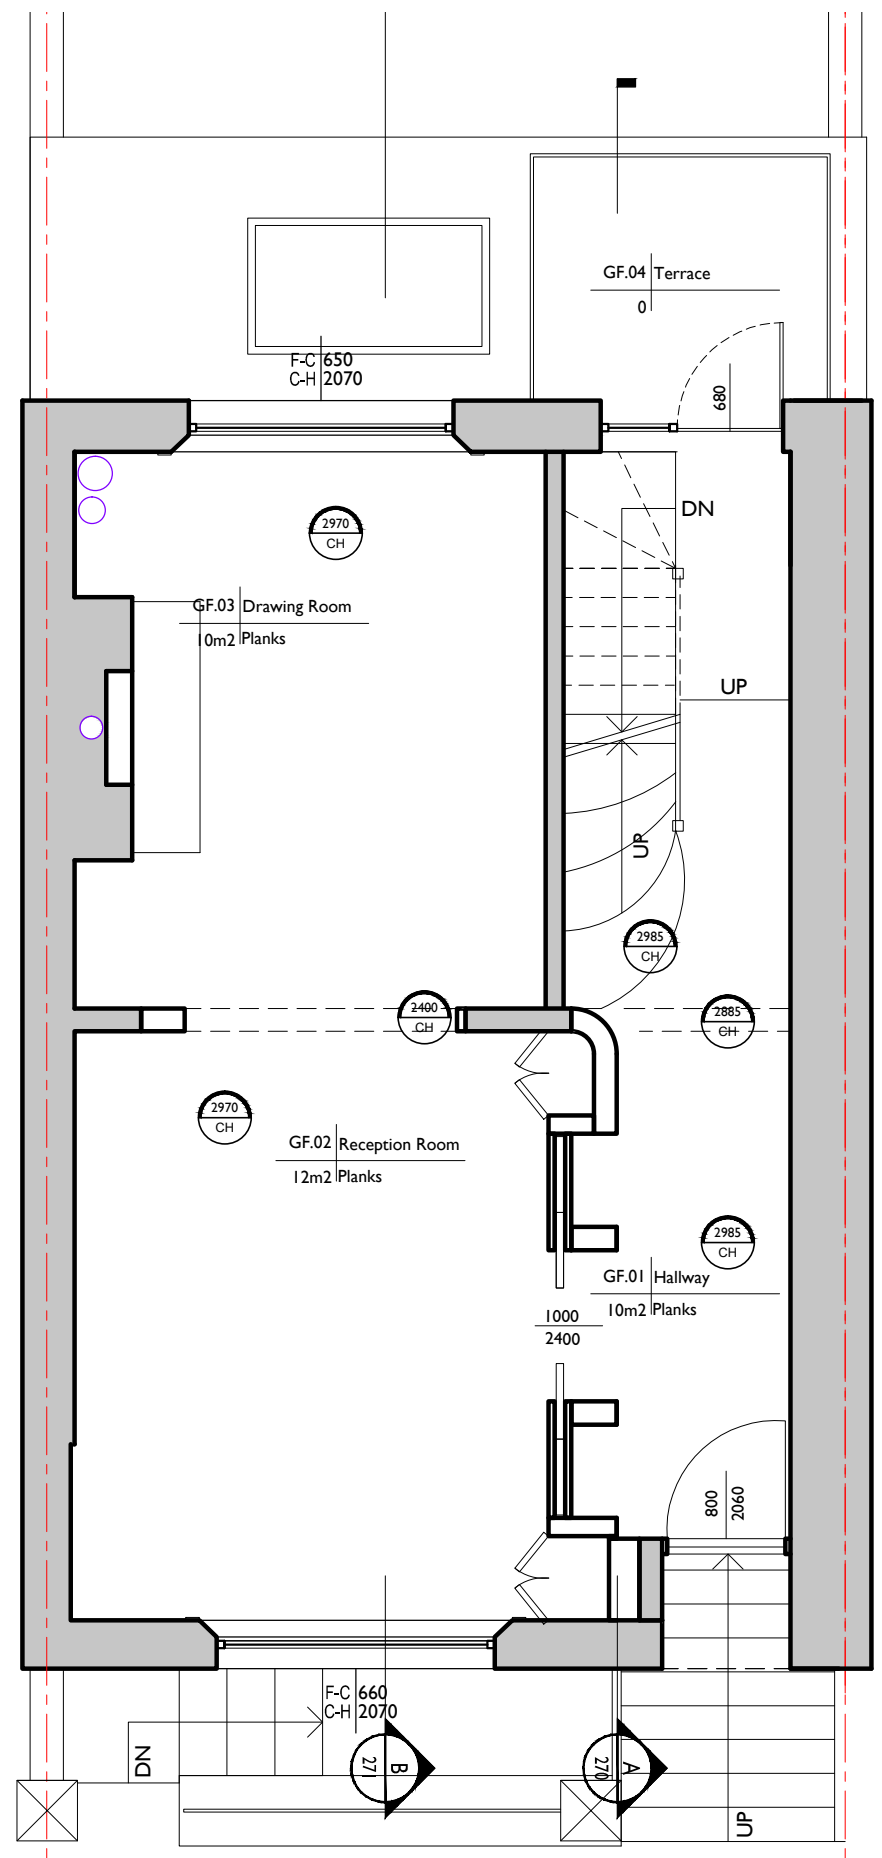 GF.04 Terrace
0
F-C 650
C-H 2070
680
2970
CH
DN
GF.03 Drawing Room
10m2 Planks
UP
UP
2985
CH
2400
CH
2885
CH
2970
CH
GF.02 Reception Room
12m2 Planks
2985
CH
GF.01 Hallway
10m2 Planks
1000
2400
800
2060
F-C 660
C-H 2070
DN
271
B
270
A
UP